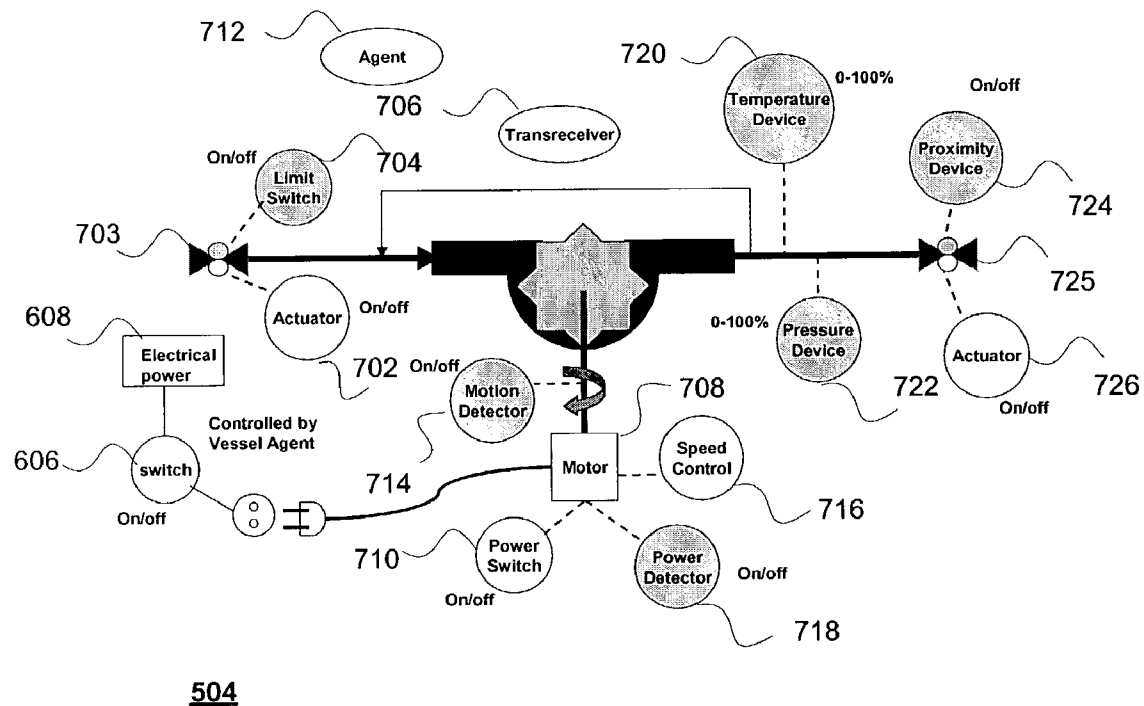 712
Agent
706
Transreceiver
720
0-100%
Temperature
Device
On/off
Proximity
Device
724
On/off
704
Limit
Switch
703
725
On/off
Actuator
702
608
Electrical
power
0-100%
Pressure
Device
722
Actuator
726
On/off
On/off
Motion
Detector
714
708
Controlled by
Vessel Agent
606
switch
On/off
Motor
Speed
Control
716
710
Power
Switch
On/off
Power
Detector
On/off
718
504